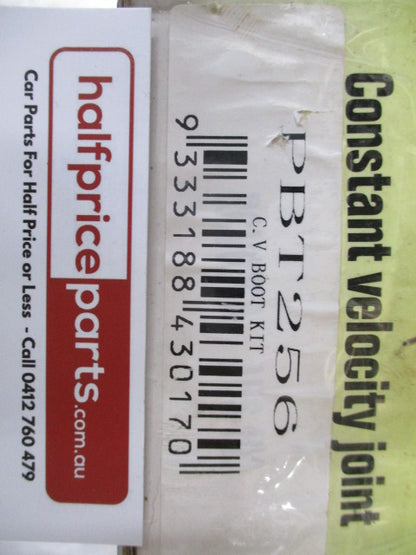 Constant velocity joint
PBT256
C.V BOOT KIT
9 333188 430170
halfpriceparts.com.au
Car Parts For Half Price or Less - Call 0412 760 479